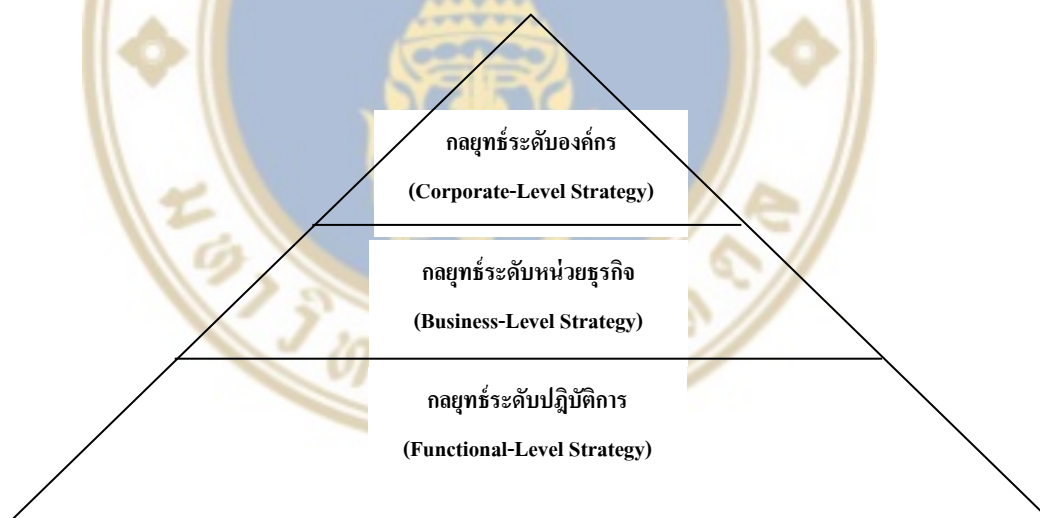 กลยุทธ์ระดับองค์กร
(Corporate-Level Strategy)
กลยุทธ์ระดับหน่วยธุรกิจ
(Business-Level Strategy)
กลยุทธ์ระดับปฎิบัติการ
(Functional-Level Strategy)